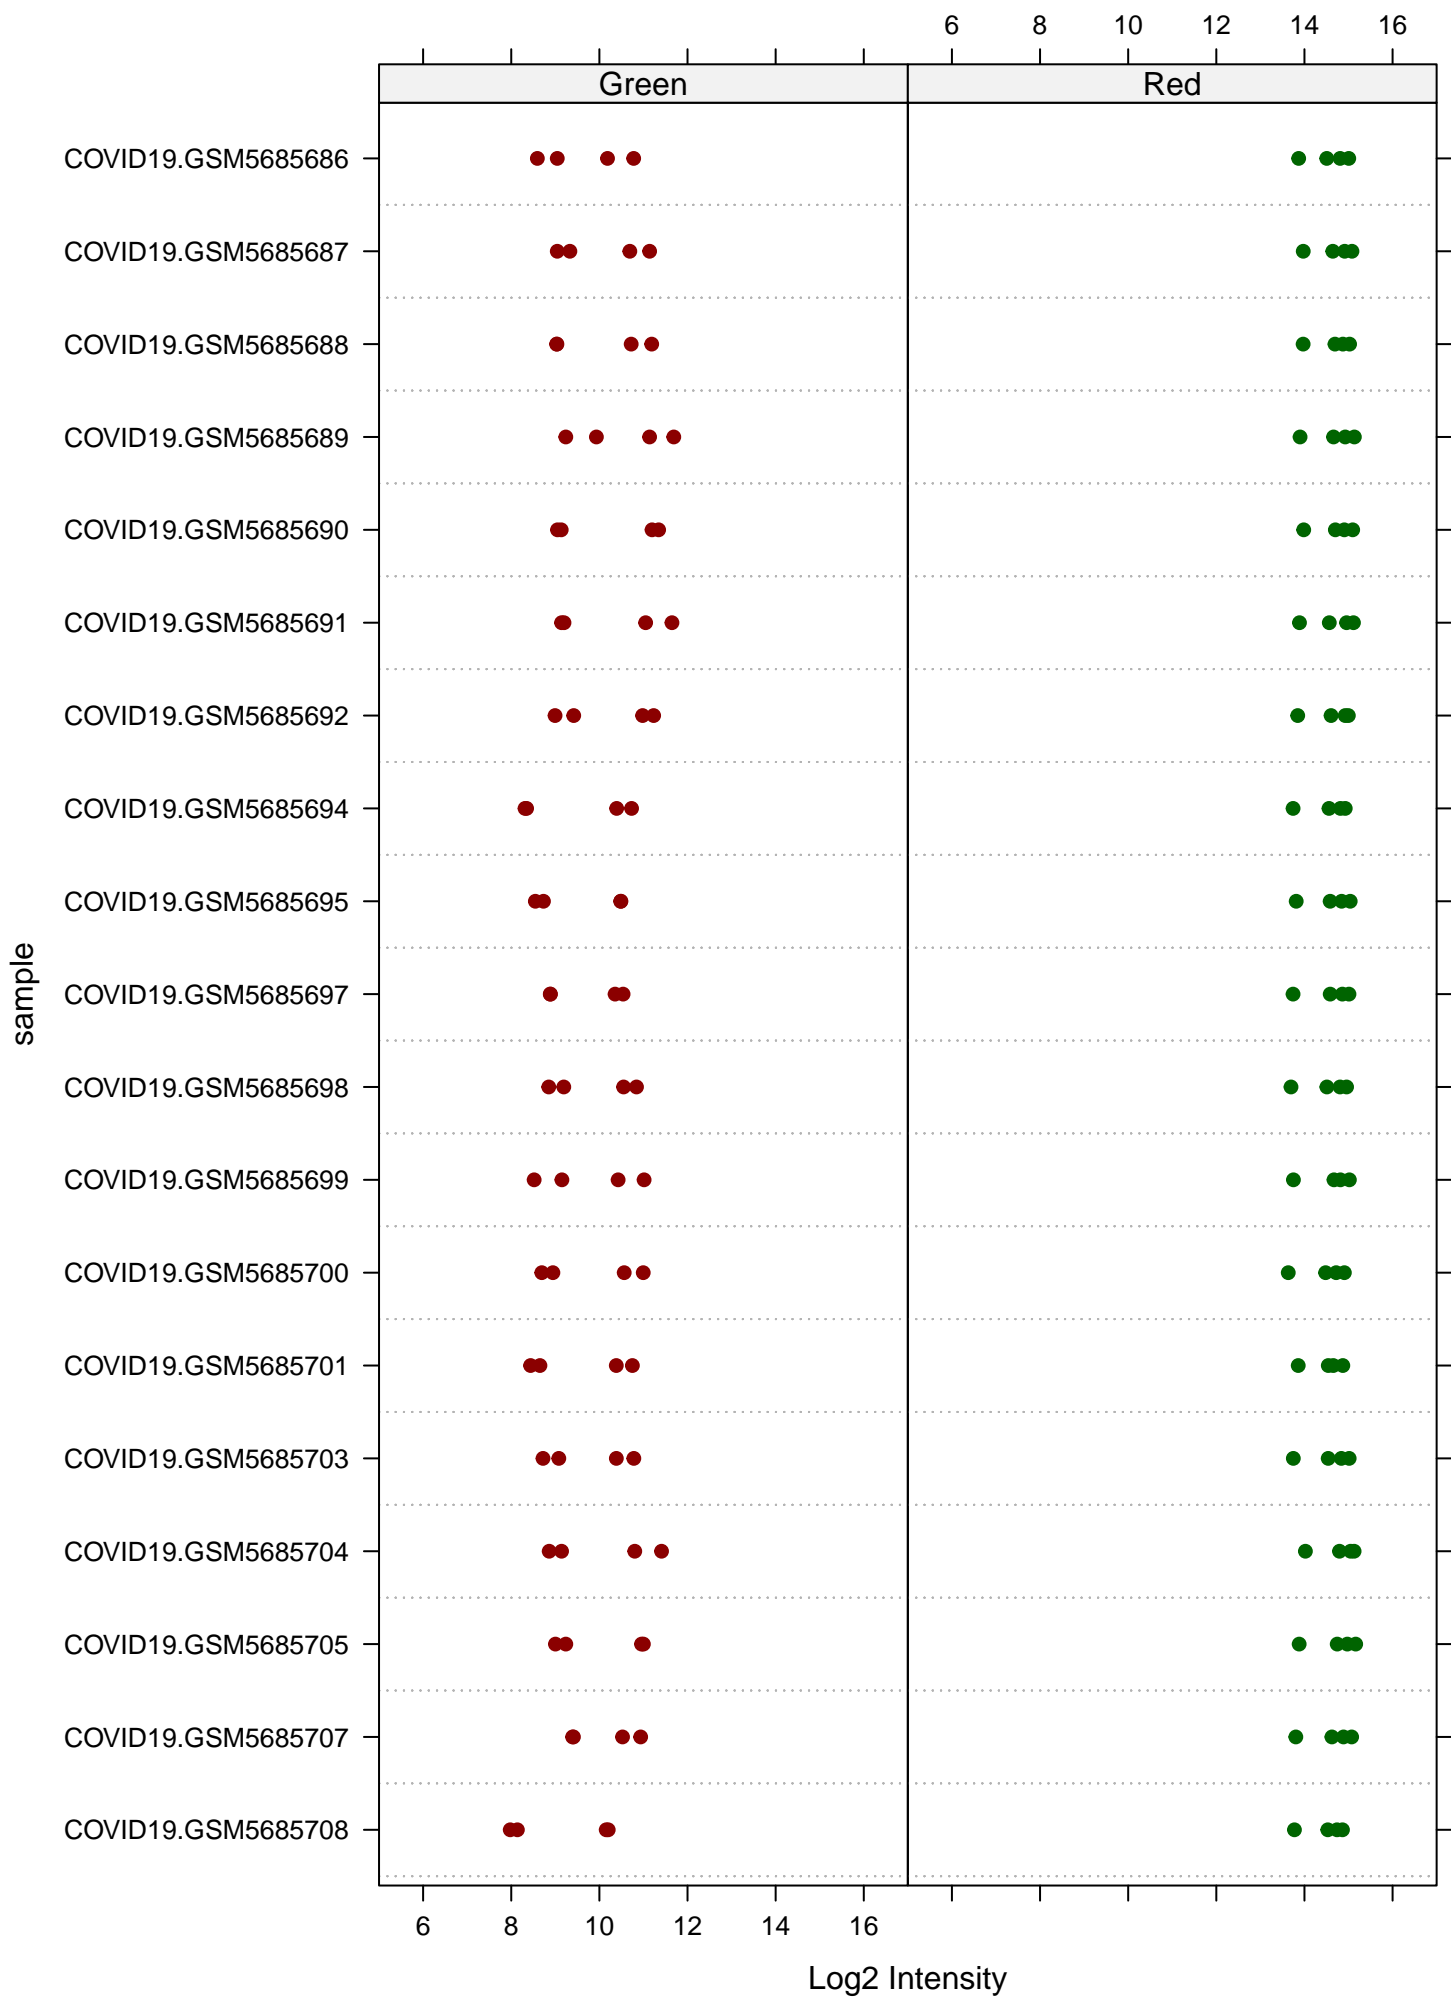 6 8 10 12 14 16
Green Red
COVID19.GSM5685686
COVID19.GSM5685687
COVID19.GSM5685688
COVID19.GSM5685689
COVID19.GSM5685690
COVID19.GSM5685691
COVID19.GSM5685692
COVID19.GSM5685694
COVID19.GSM5685695
COVID19.GSM5685697
COVID19.GSM5685698
COVID19.GSM5685699
COVID19.GSM5685700
COVID19.GSM5685701
COVID19.GSM5685703
COVID19.GSM5685704
COVID19.GSM5685705
COVID19.GSM5685707
COVID19.GSM5685708
sample
6 8 10 12 14 16
Log2 Intensity